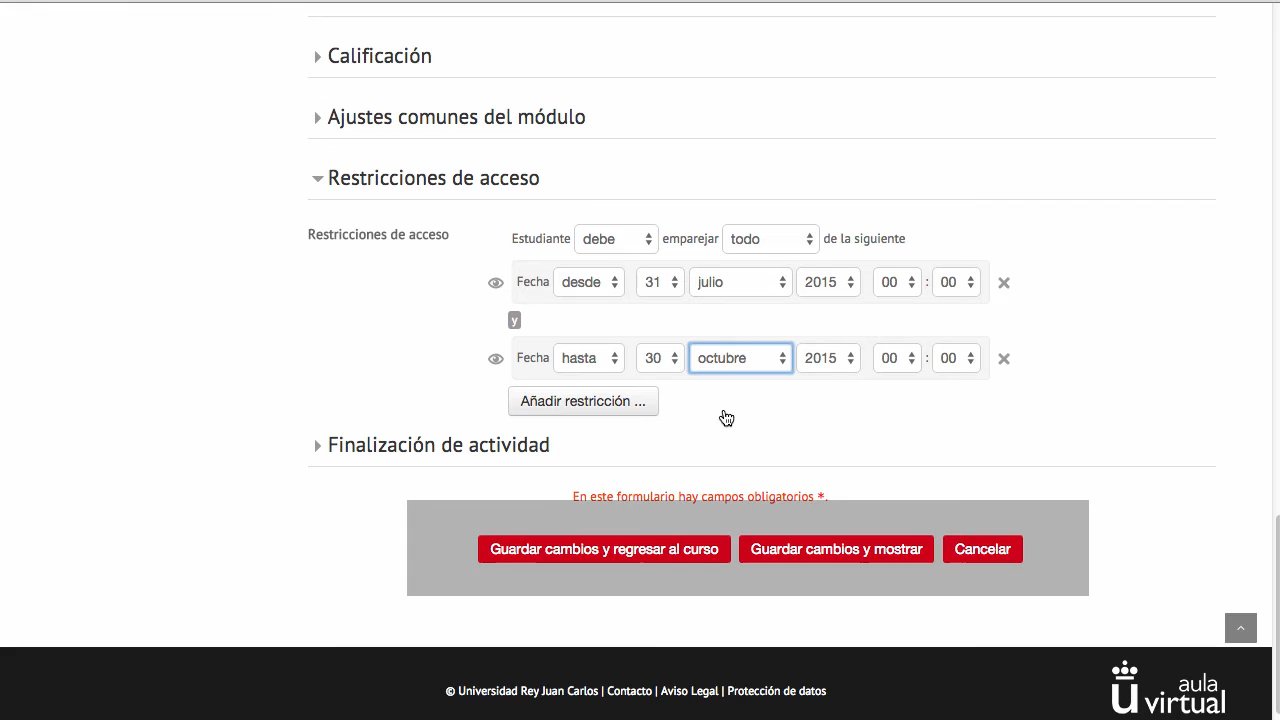 Calificación
Ajustes comunes del módulo
Restricciones de acceso
Restricciones de acceso
Estudiante debe emparejar todo de la siguiente
Fecha desde 31 julio 2015 00 : 00
y
Fecha hasta 30 octubre 2015 00 : 00
Añadir restricción ...
Finalización de actividad
En este formulario hay campos obligatorios *.
Guardar cambios y regresar al curso Guardar cambios y mostrar Cancelar
© Universidad Rey Juan Carlos | Contacto | Aviso Legal | Protección de datos
aula
virtual